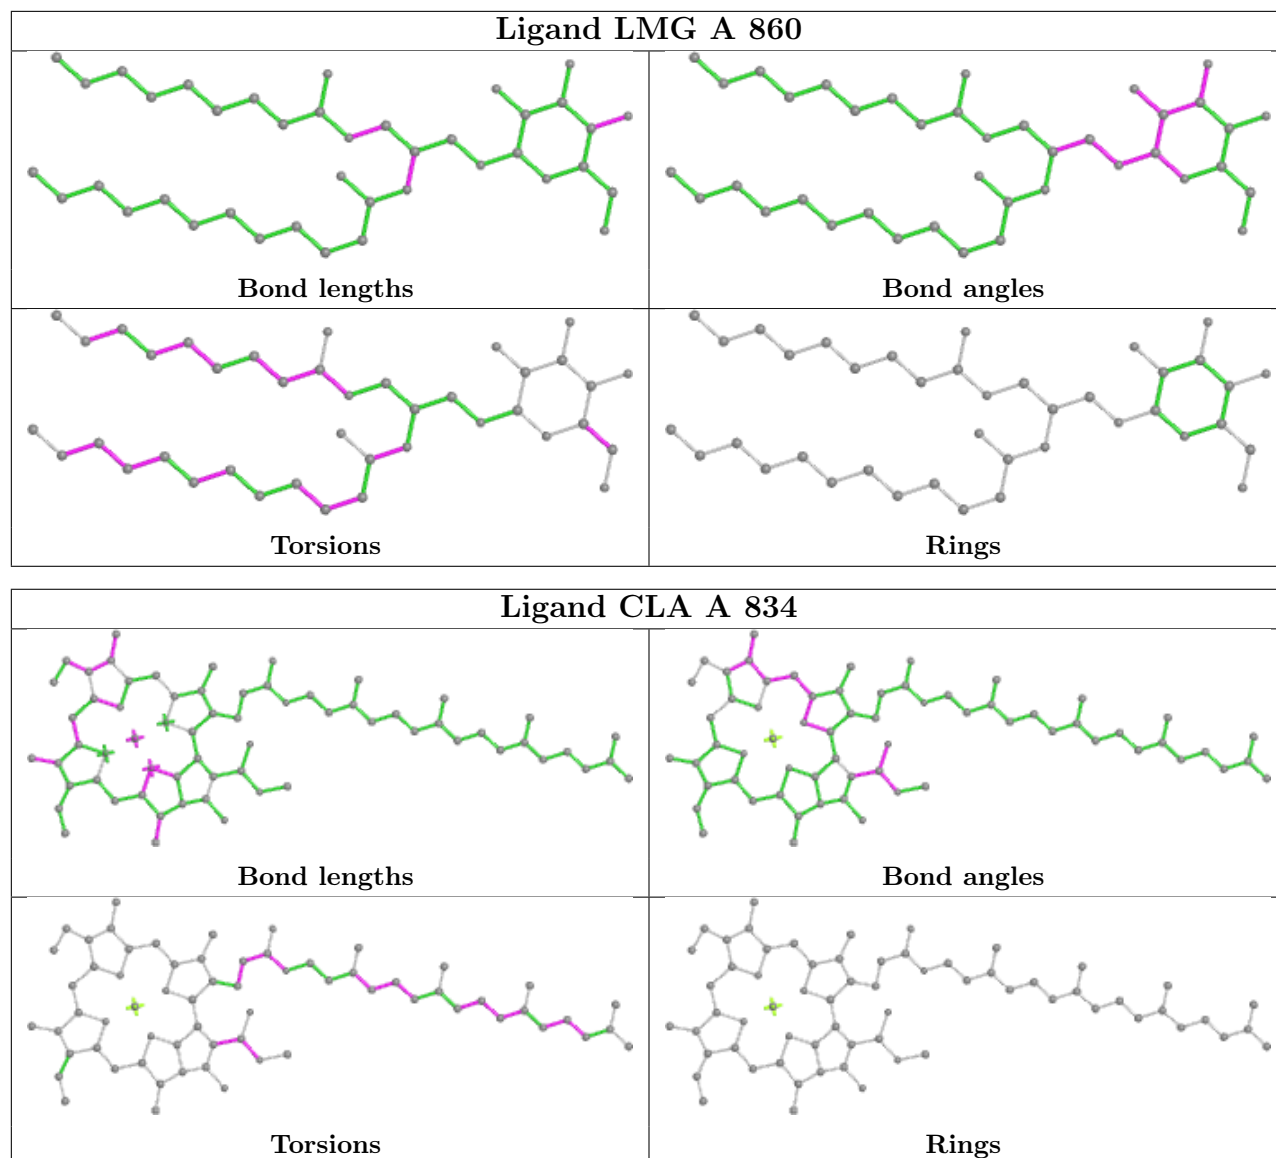 Ligand LMG A 860
Bond lengths
Bond angles
Torsions
Rings
Ligand CLA A 834
Bond lengths
Bond angles
Torsions
Rings